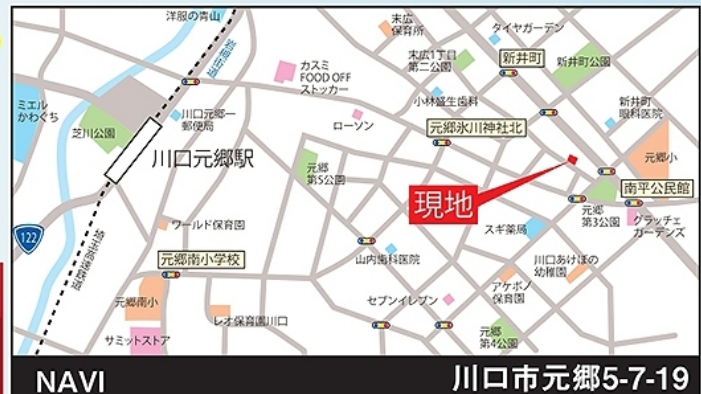 洋服の青山
末広
保育所
タイヤガーデン
新井町
末広1丁目
第二公園
新井町公園
カスミ
FOOD OFF
ストッカー
ミエル
かわぐち
芝川公園
川口元郷一
郵便局
小林盛生歯科
新井町
眼科医院
ローソン
元郷氷川神社北
川口元郷駅
元郷
第5公園
元郷小
現地
南平公民館
122
ワールド保育園
スギ薬局
元郷
第3公園
グラッチェ
ガーデンズ
元郷南小学校
山内歯科医院
川口あけぼの
幼稚園
アケボノ
保育園
元郷南小
セブンイレブン
レオ保育園川口
サミットストア
元郷
第4公園
NAVI
川口市元郷5-7-19